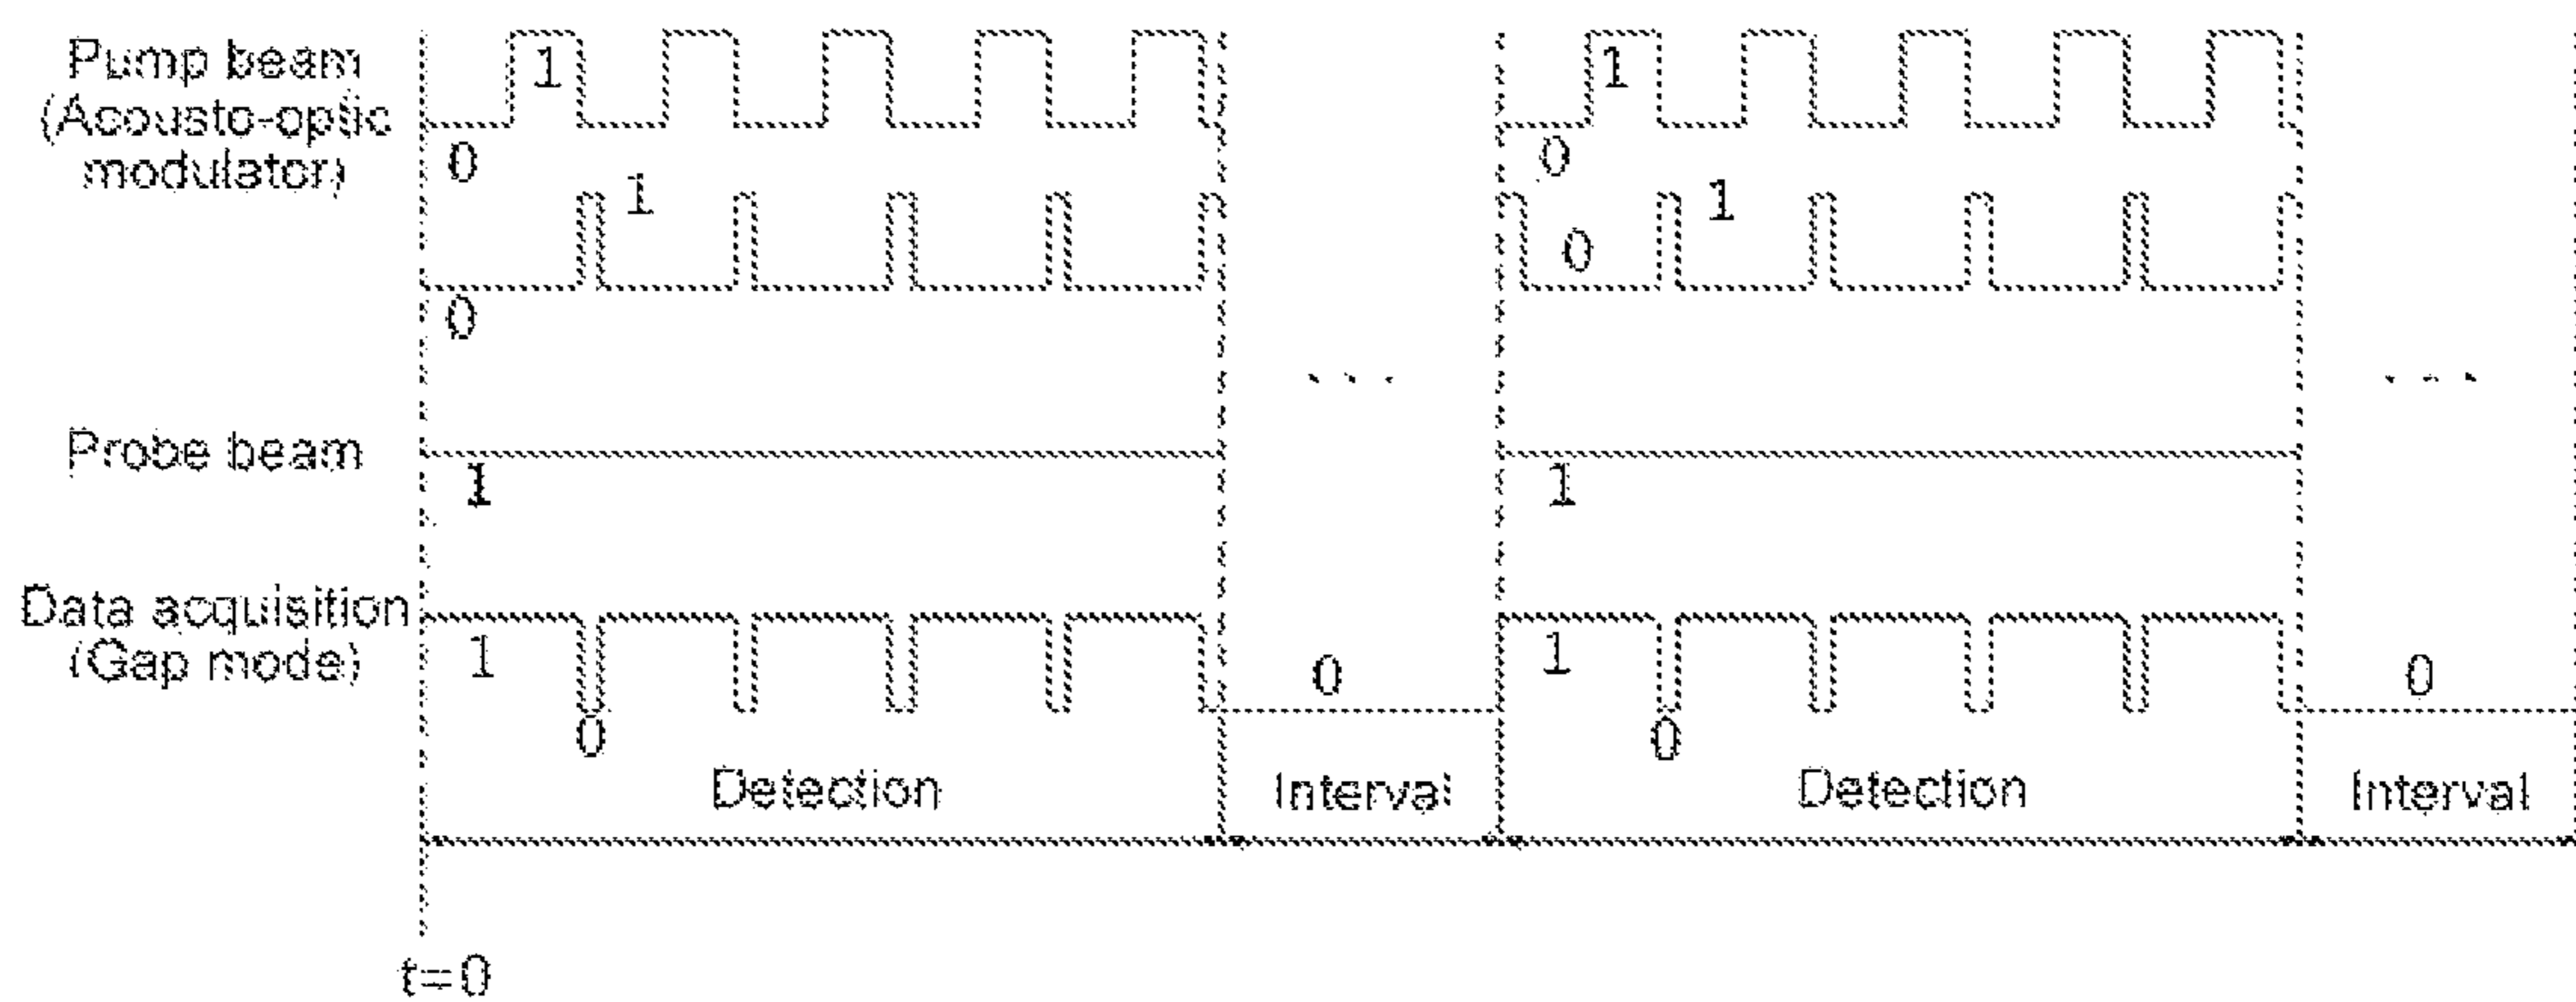 Pump beam
(Acousto-optic
modulator)
1
0
1
0
1
0
1
0
...
...
Probe beam
1
1
Data acquisition
(Gap mode)
1
0
0
1
0
0
Detection
Interval
Detection
Interval
t=0